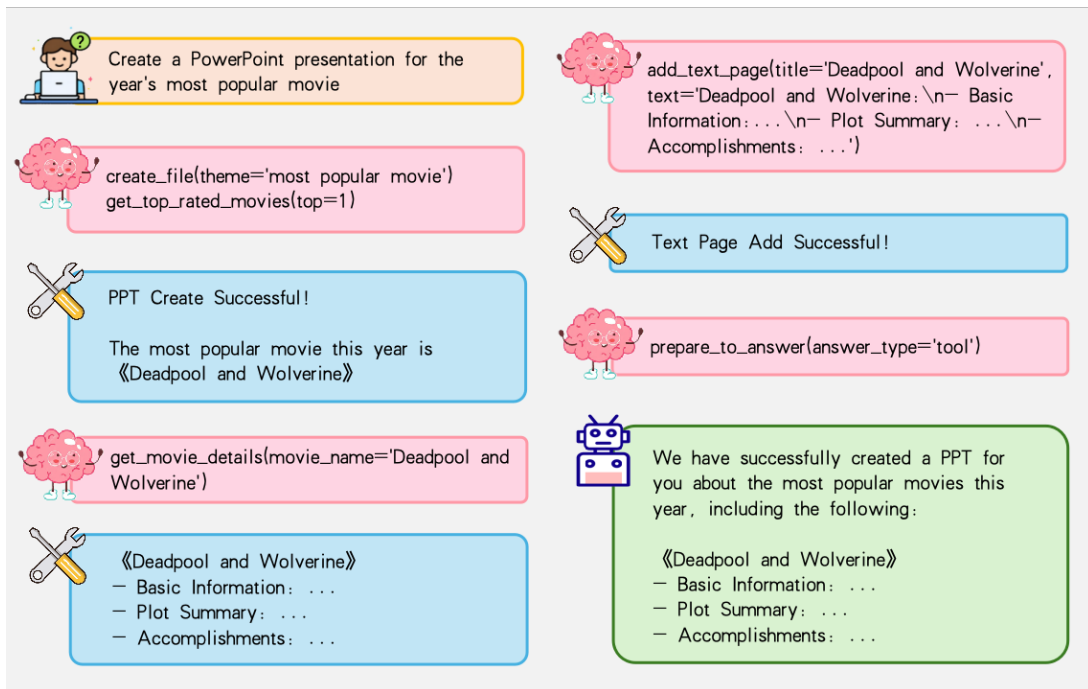 ?
Create a PowerPoint presentation for the
year's most popular movie
create_file(theme='most popular movie')
get_top_rated_movies(top=1)
PPT Create Successful!
The most popular movie this year is
《Deadpool and Wolverine》
get_movie_details(movie_name='Deadpool and
Wolverine')
《Deadpool and Wolverine》
— Basic Information: ...
— Plot Summary: ...
— Accomplishments: ...
add_text_page(title='Deadpool and Wolverine',
text='Deadpool and Wolverine:\n— Basic
Information:...\n— Plot Summary: ...\n—
Accomplishments: ...')
Text Page Add Successful!
prepare_to_answer(answer_type='tool')
We have successfully created a PPT for
you about the most popular movies this
year, including the following:
《Deadpool and Wolverine》
— Basic Information: ...
— Plot Summary: ...
— Accomplishments: ...